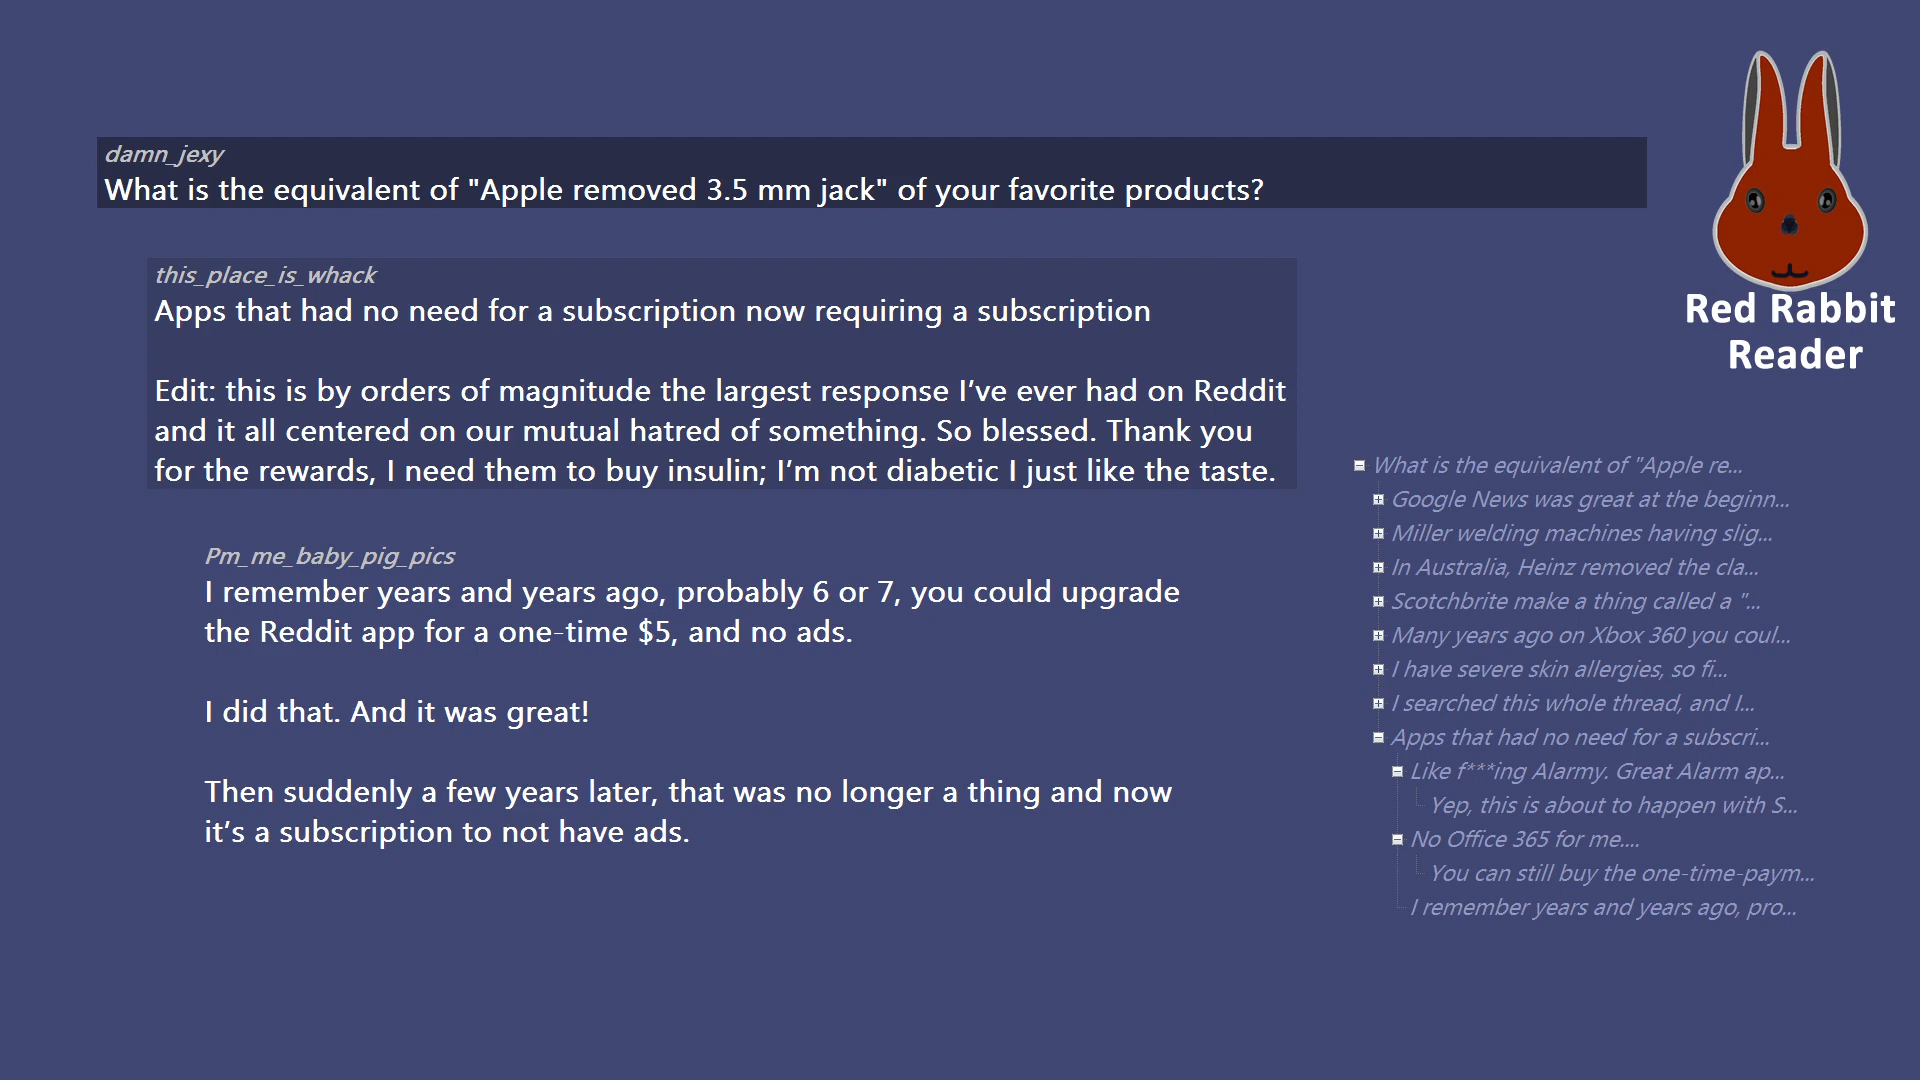 damn_jexy
What is the equivalent of "Apple removed 3.5 mm jack" of your favorite products?
this_place_is_whack
Apps that had no need for a subscription now requiring a subscription
Edit: this is by orders of magnitude the largest response I’ve ever had on Reddit
and it all centered on our mutual hatred of something. So blessed. Thank you
for the rewards, I need them to buy insulin; I’m not diabetic I just like the taste.
Pm_me_baby_pig_pics
I remember years and years ago, probably 6 or 7, you could upgrade
the Reddit app for a one-time $5, and no ads.
I did that. And it was great!
Then suddenly a few years later, that was no longer a thing and now
it’s a subscription to not have ads.
Red Rabbit
Reader
What is the equivalent of "Apple re...
Google News was great at the beginn...
Miller welding machines having slig...
In Australia, Heinz removed the cla...
Scotchbrite make a thing called a "...
Many years ago on Xbox 360 you coul...
I have severe skin allergies, so fi...
I searched this whole thread, and I...
Apps that had no need for a subscri...
Like f***ing Alarmy. Great Alarm ap...
Yep, this is about to happen with S...
No Office 365 for me....
You can still buy the one-time-paym...
I remember years and years ago, pro...